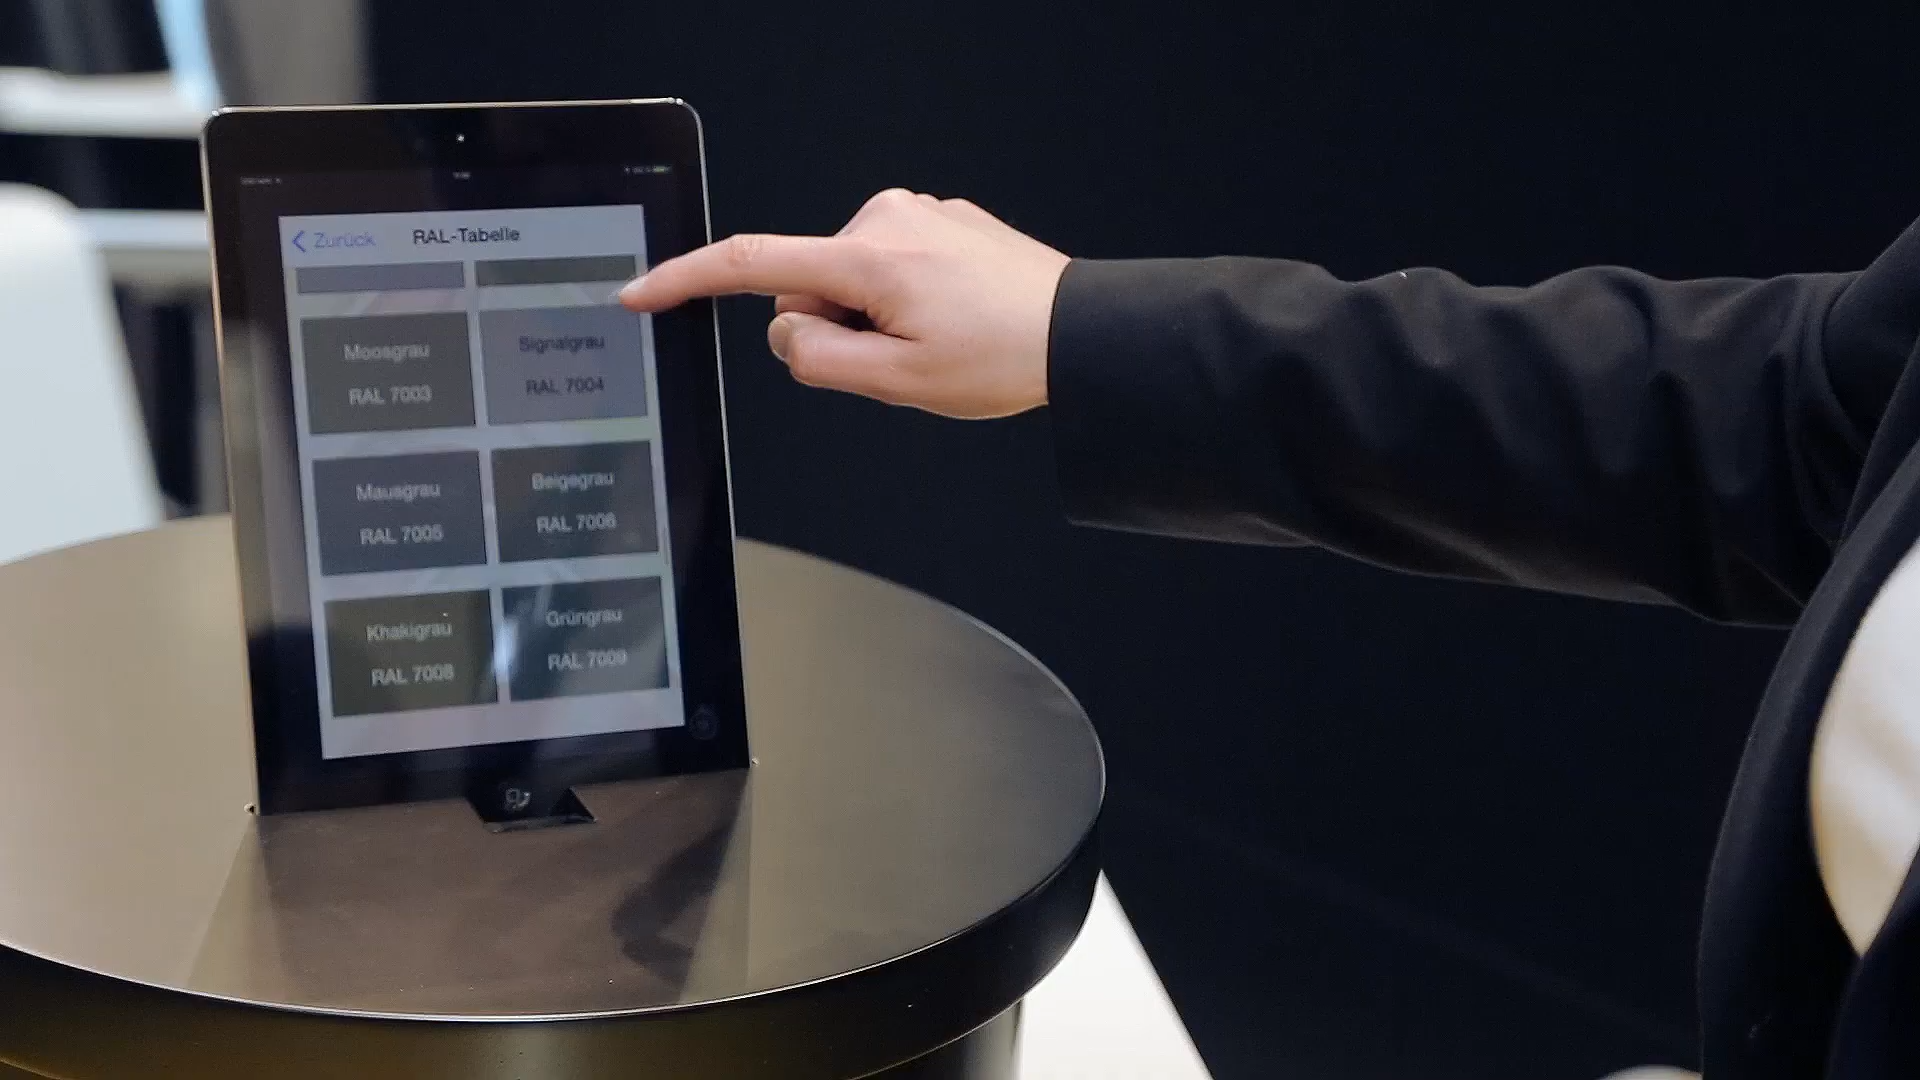 Zurück RAL-Tabelle
Moosgrau Signalgrau
RAL 7003 RAL 7004
Mausgrau Beigegrau
RAL 7005 RAL 7006
Khakigrau Grüngrau
RAL 7008 RAL 7009